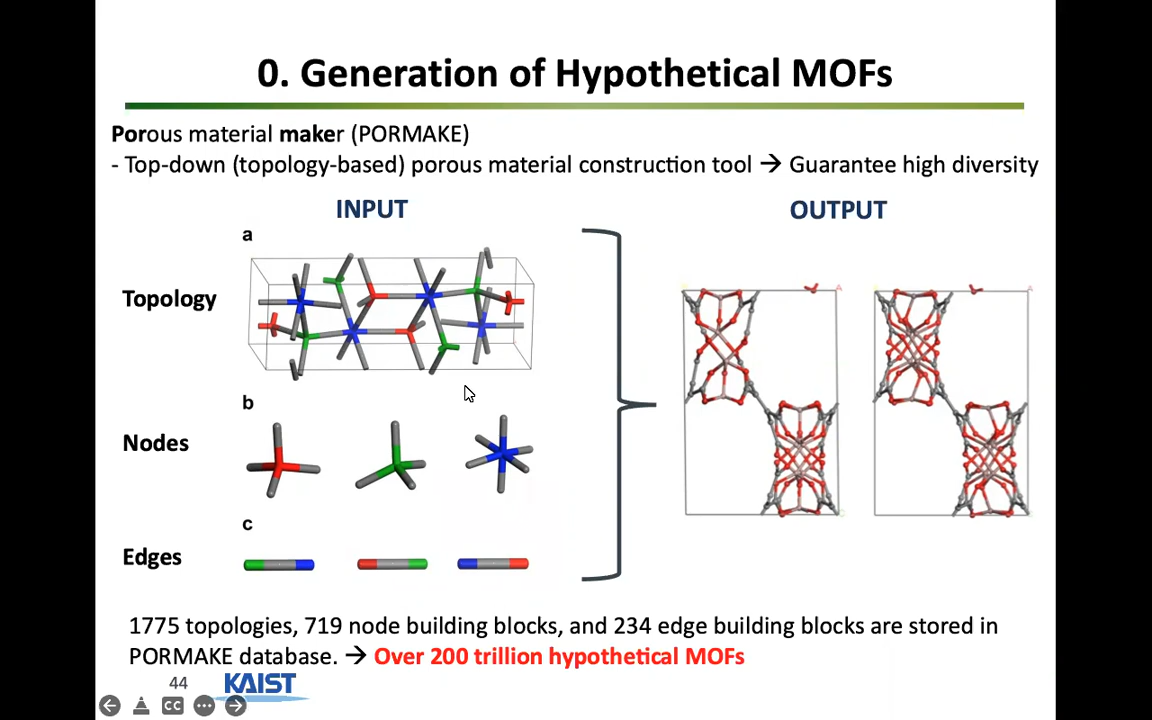 0. Generation of Hypothetical MOFs
Porous material maker (PORMAKE)
- Top-down (topology-based) porous material construction tool → Guarantee high diversity
INPUT
OUTPUT
a
Topology
b
Nodes
c
Edges
1775 topologies, 719 node building blocks, and 234 edge building blocks are stored in
PORMAKE database. → Over 200 trillion hypothetical MOFs
44
KAIST
CC